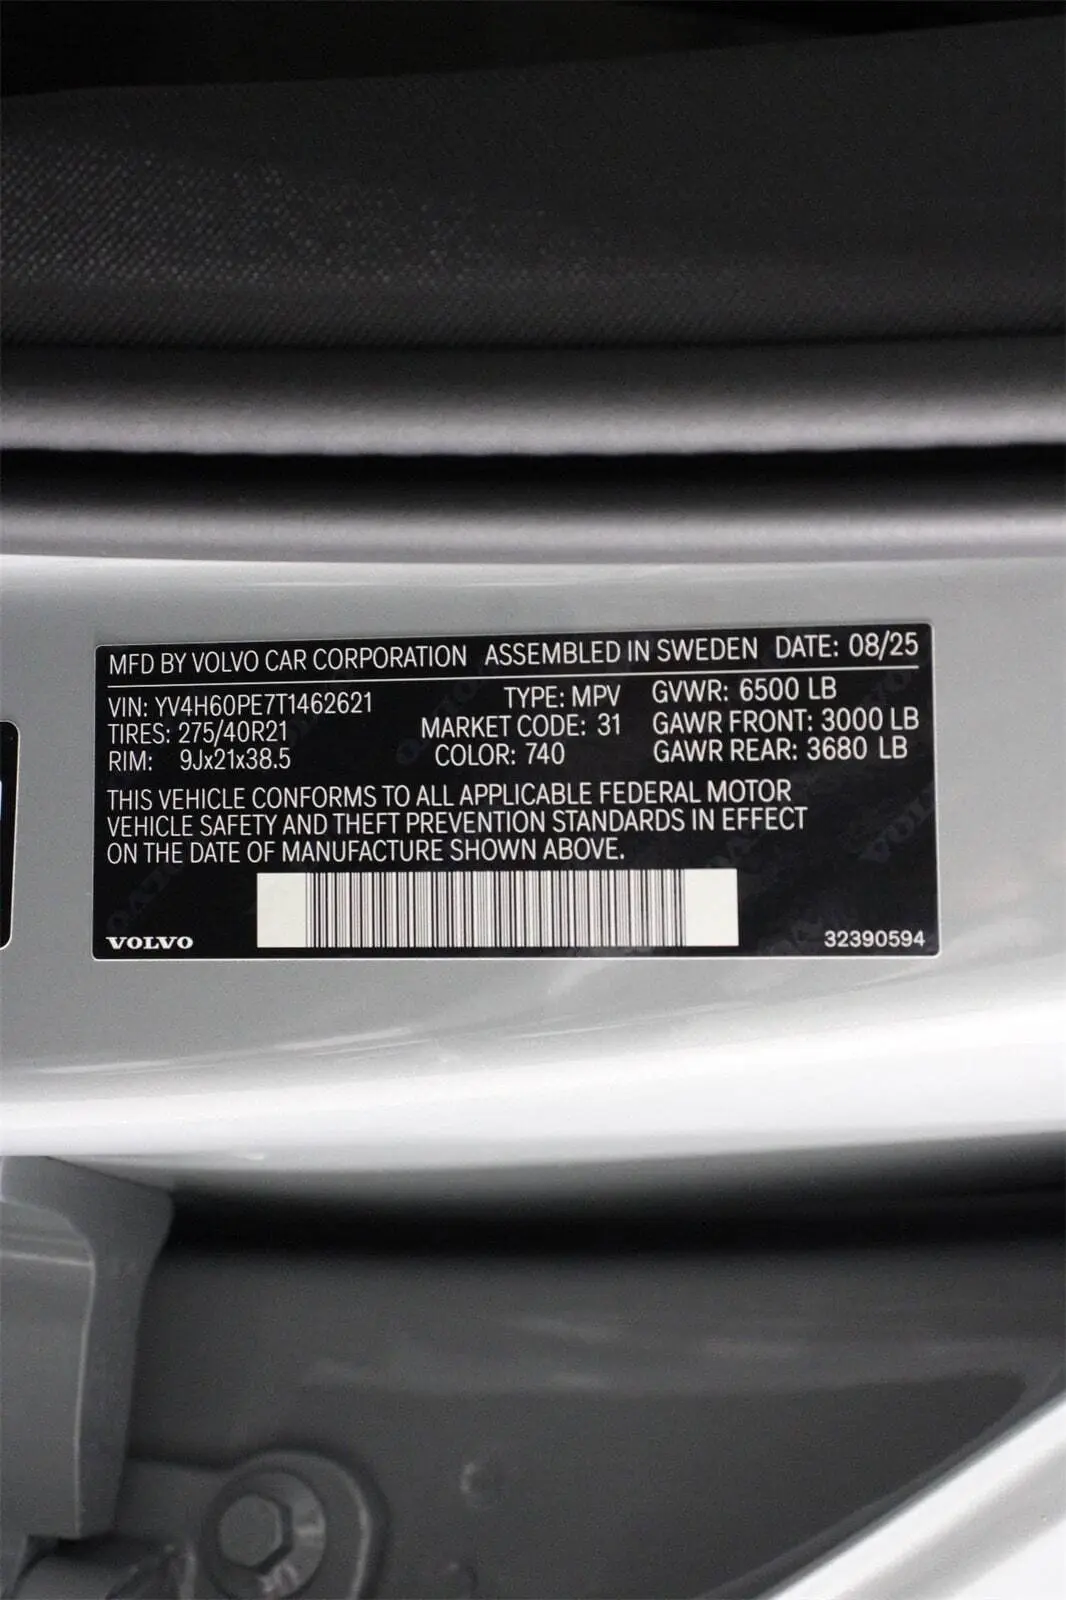 MFD BY VOLVO CAR CORPORATION ASSEMBLED IN SWEDEN DATE: 08/25
VIN: YV4H60PE7T1462621 TYPE: MPV GVWR: 6500 LB
TIRES: 275/40R21 MARKET CODE: 31 GAWR FRONT: 3000 LB
RIM: 9Jx21x38.5 COLOR: 740 GAWR REAR: 3680 LB
THIS VEHICLE CONFORMS TO ALL APPLICABLE FEDERAL MOTOR
VEHICLE SAFETY AND THEFT PREVENTION STANDARDS IN EFFECT
ON THE DATE OF MANUFACTURE SHOWN ABOVE.
VOLVO 32390594